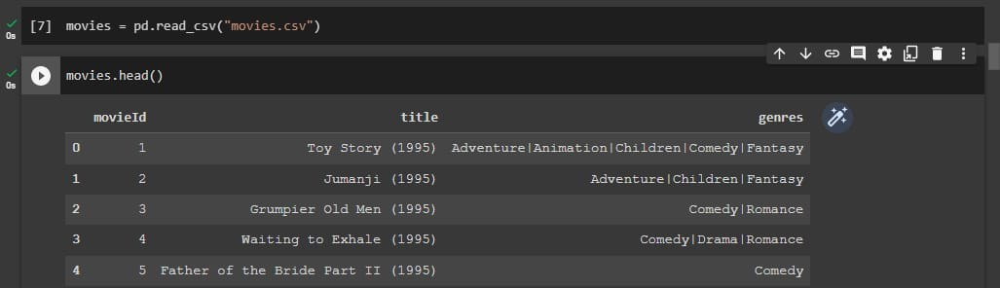 [7] movies = pd.read_csv("movies.csv")
0s
movies.head()
0s
movieId title genres
0 1 Toy Story (1995) Adventure|Animation|Children|Comedy|Fantasy
1 2 Jumanji (1995) Adventure|Children|Fantasy
2 3 Grumpier Old Men (1995) Comedy|Romance
3 4 Waiting to Exhale (1995) Comedy|Drama|Romance
4 5 Father of the Bride Part II (1995) Comedy